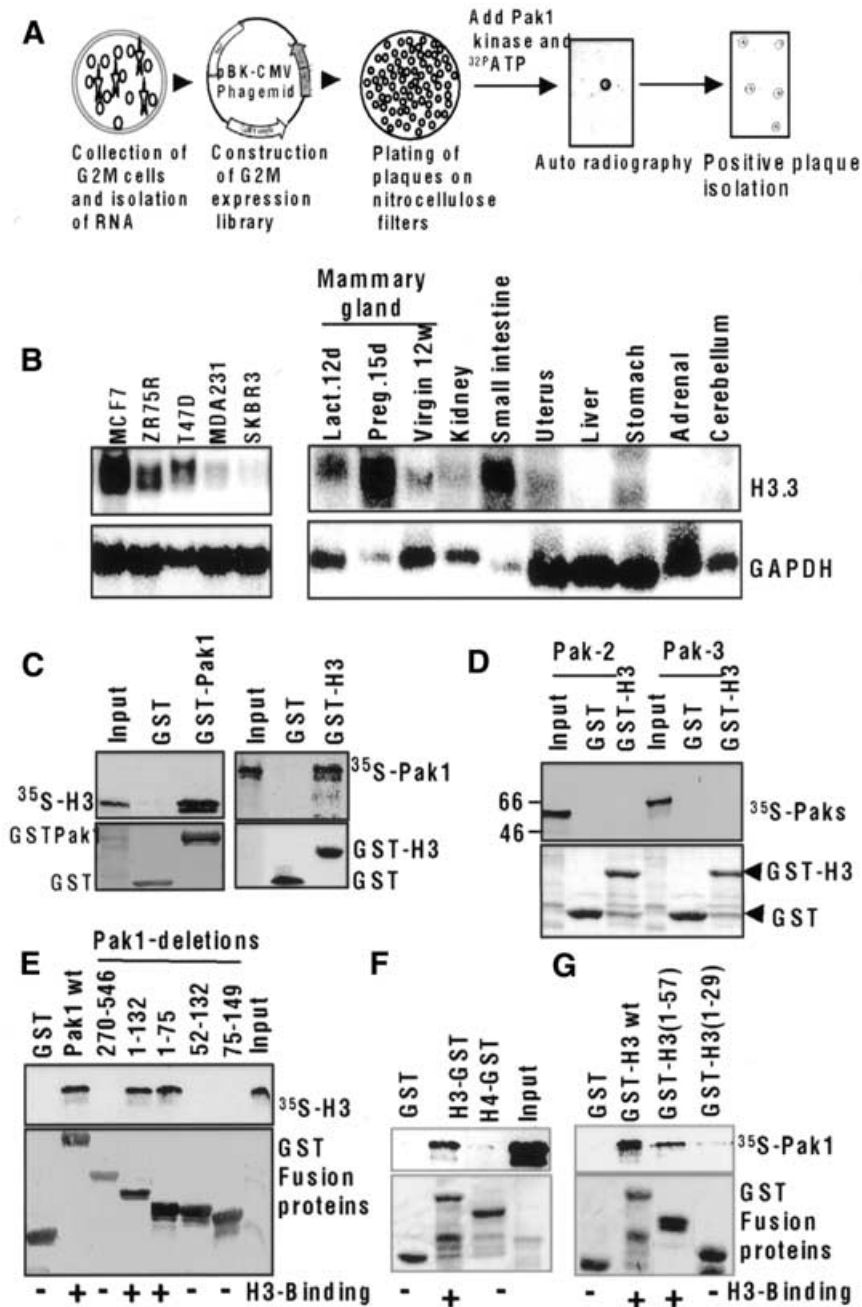 A
pBK-CMV
Phagemid
Add Pak1
kinase and
32P ATP
Collection of
G2M cells
and isolation
of RNA
Construction
of G2M
expression
library
Plating of
plaques on
nitrocellulose
filters
Auto radiography
Positive plaque
isolation
B
MCF7
ZR75R
T47D
MDA231
SKBR3
Mammary
gland
Lact.12d
Preg.15d
Virgin 12w
Kidney
Small intestine
Uterus
Liver
Stomach
Adrenal
Cerebellum
H3.3
GAPDH
C
Input
GST
GST-Pak1
35S-H3
GSTPak1
GST
Input
GST
GST-H3
35S-Pak1
GST-H3
GST
D
Pak-2
Pak-3
Input
GST
GST-H3
Input
GST
GST-H3
66
46
35S-Paks
GST-H3
GST
E
Pak1-deletions
GST
Pak1 wt
270-546
1-132
1-75
52-132
75-149
Input
35S-H3
GST
Fusion
proteins
- + - + + - - H3-Binding
F
GST
H3-GST
H4-GST
Input
- + -
G
GST
GST-H3 wt
GST-H3(1-57)
GST-H3(1-29)
35S-Pak1
GST
Fusion
proteins
- + + -
H3-Binding